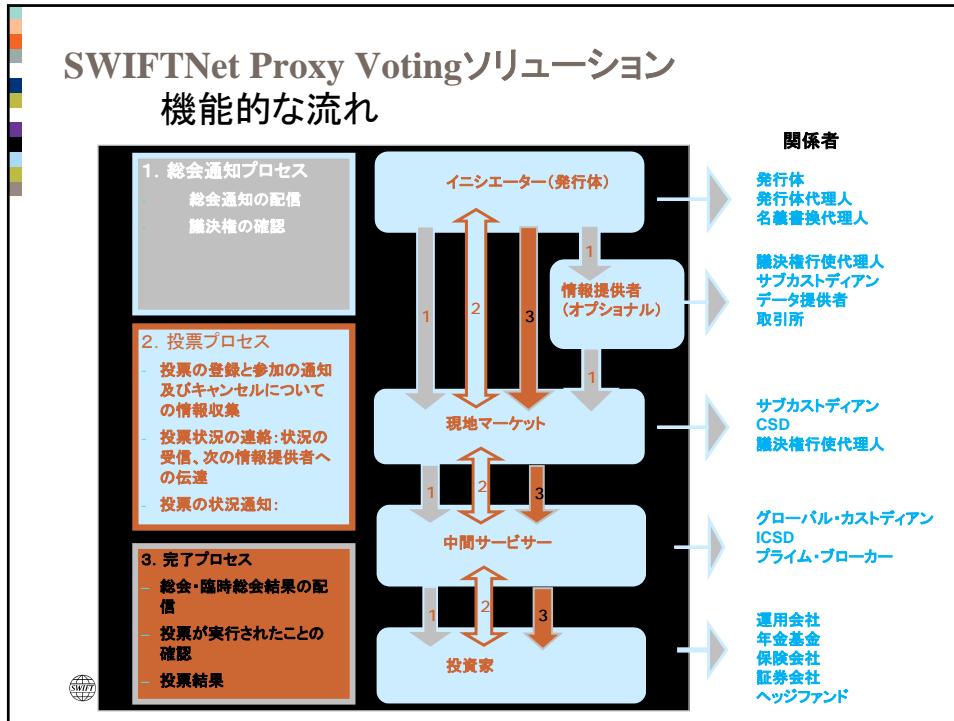 SWIFTNet Proxy Votingソリューション
機能的な流れ
1. 総会通知プロセス
- 総会通知の配信
- 議決権の確認
2. 投票プロセス
- 投票の登録と参加の通知
及びキャンセルについて
の情報収集
- 投票状況の連絡:状況の
受信、次の情報提供者へ
の伝達
- 投票の状況通知:
3. 完了プロセス
– 総会・臨時総会結果の配
信
– 投票が実行されたことの
確認
– 投票結果
イニシエーター(発行体)
1
2
3
1
情報提供者
(オプショナル)
1
現地マーケット
1
2
3
中間サービサー
1
2
3
投資家
関係者
発行体
発行体代理人
名義書換代理人
議決権行使代理人
サブカストディアン
データ提供者
取引所
サブカストディアン
CSD
議決権行使代理人
グローバル・カストディアン
ICSD
プライム・ブローカー
運用会社
年金基金
保険会社
証券会社
ヘッジファンド
SWIFT